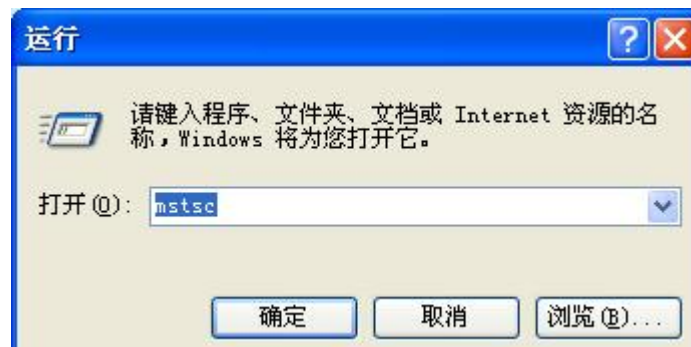 运行
请键入程序、文件夹、文档或 Internet 资源的名
称，Windows 将为您打开它。
打开(O): mstsc
确定 取消 浏览(B)...